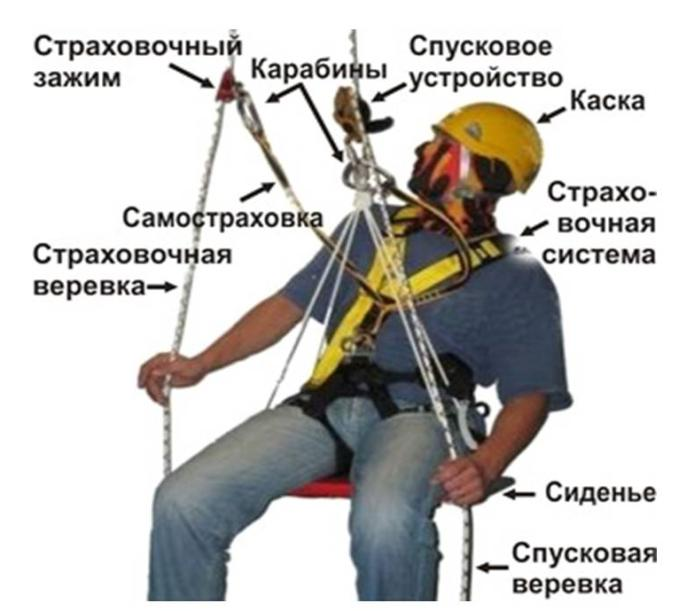 Страховочный
зажим
Карабины
Спусковое
устройство
Каска
Самостраховка
Страхо-
вочная
система
Страховочная
веревка
Сиденье
Спусковая
веревка